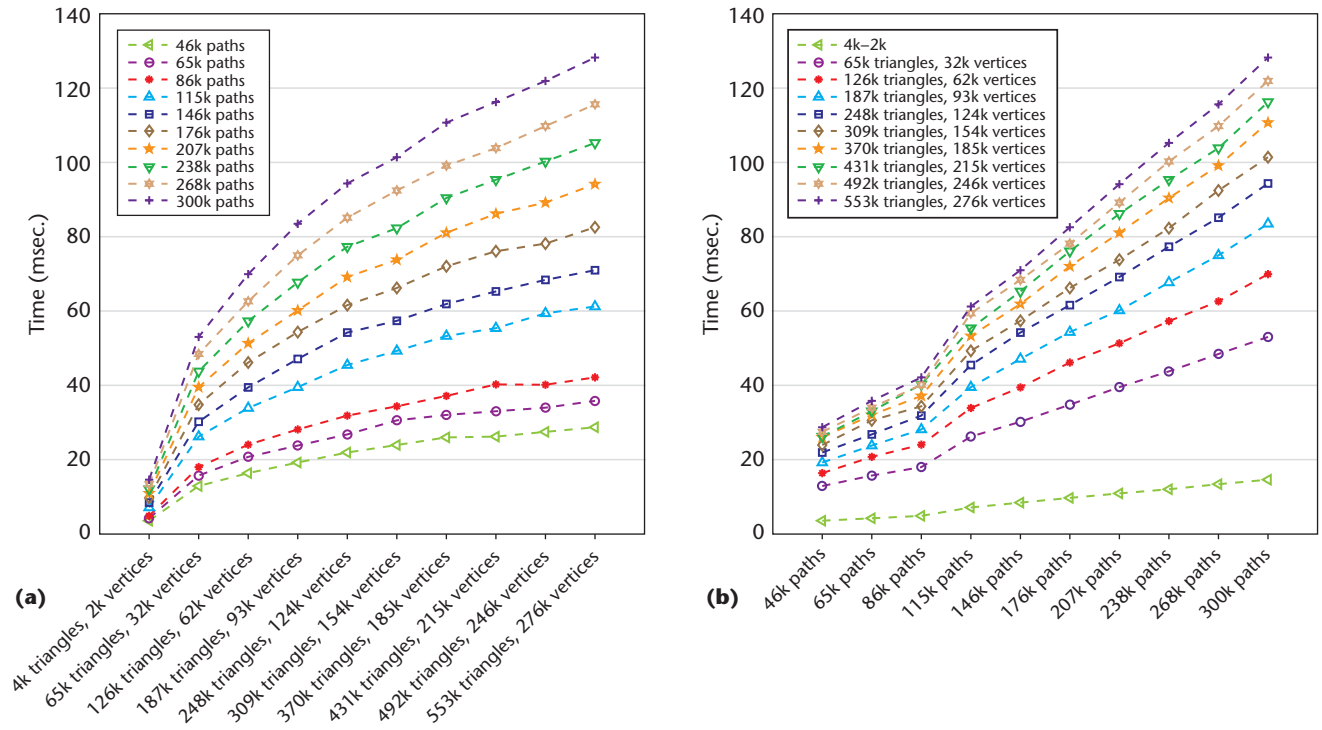 (a)
140
120
100
80
60
40
20
0
Time (msec.)
46k paths
65k paths
86k paths
115k paths
146k paths
176k paths
207k paths
238k paths
268k paths
300k paths
4k triangles, 2k vertices
65k triangles, 32k vertices
126k triangles, 62k vertices
187k triangles, 93k vertices
248k triangles, 124k vertices
309k triangles, 154k vertices
370k triangles, 185k vertices
431k triangles, 215k vertices
492k triangles, 246k vertices
553k triangles, 276k vertices
(b)
140
120
100
80
60
40
20
0
Time (msec.)
4k–2k
65k triangles, 32k vertices
126k triangles, 62k vertices
187k triangles, 93k vertices
248k triangles, 124k vertices
309k triangles, 154k vertices
370k triangles, 185k vertices
431k triangles, 215k vertices
492k triangles, 246k vertices
553k triangles, 276k vertices
46k paths
65k paths
86k paths
115k paths
146k paths
176k paths
207k paths
238k paths
268k paths
300k paths